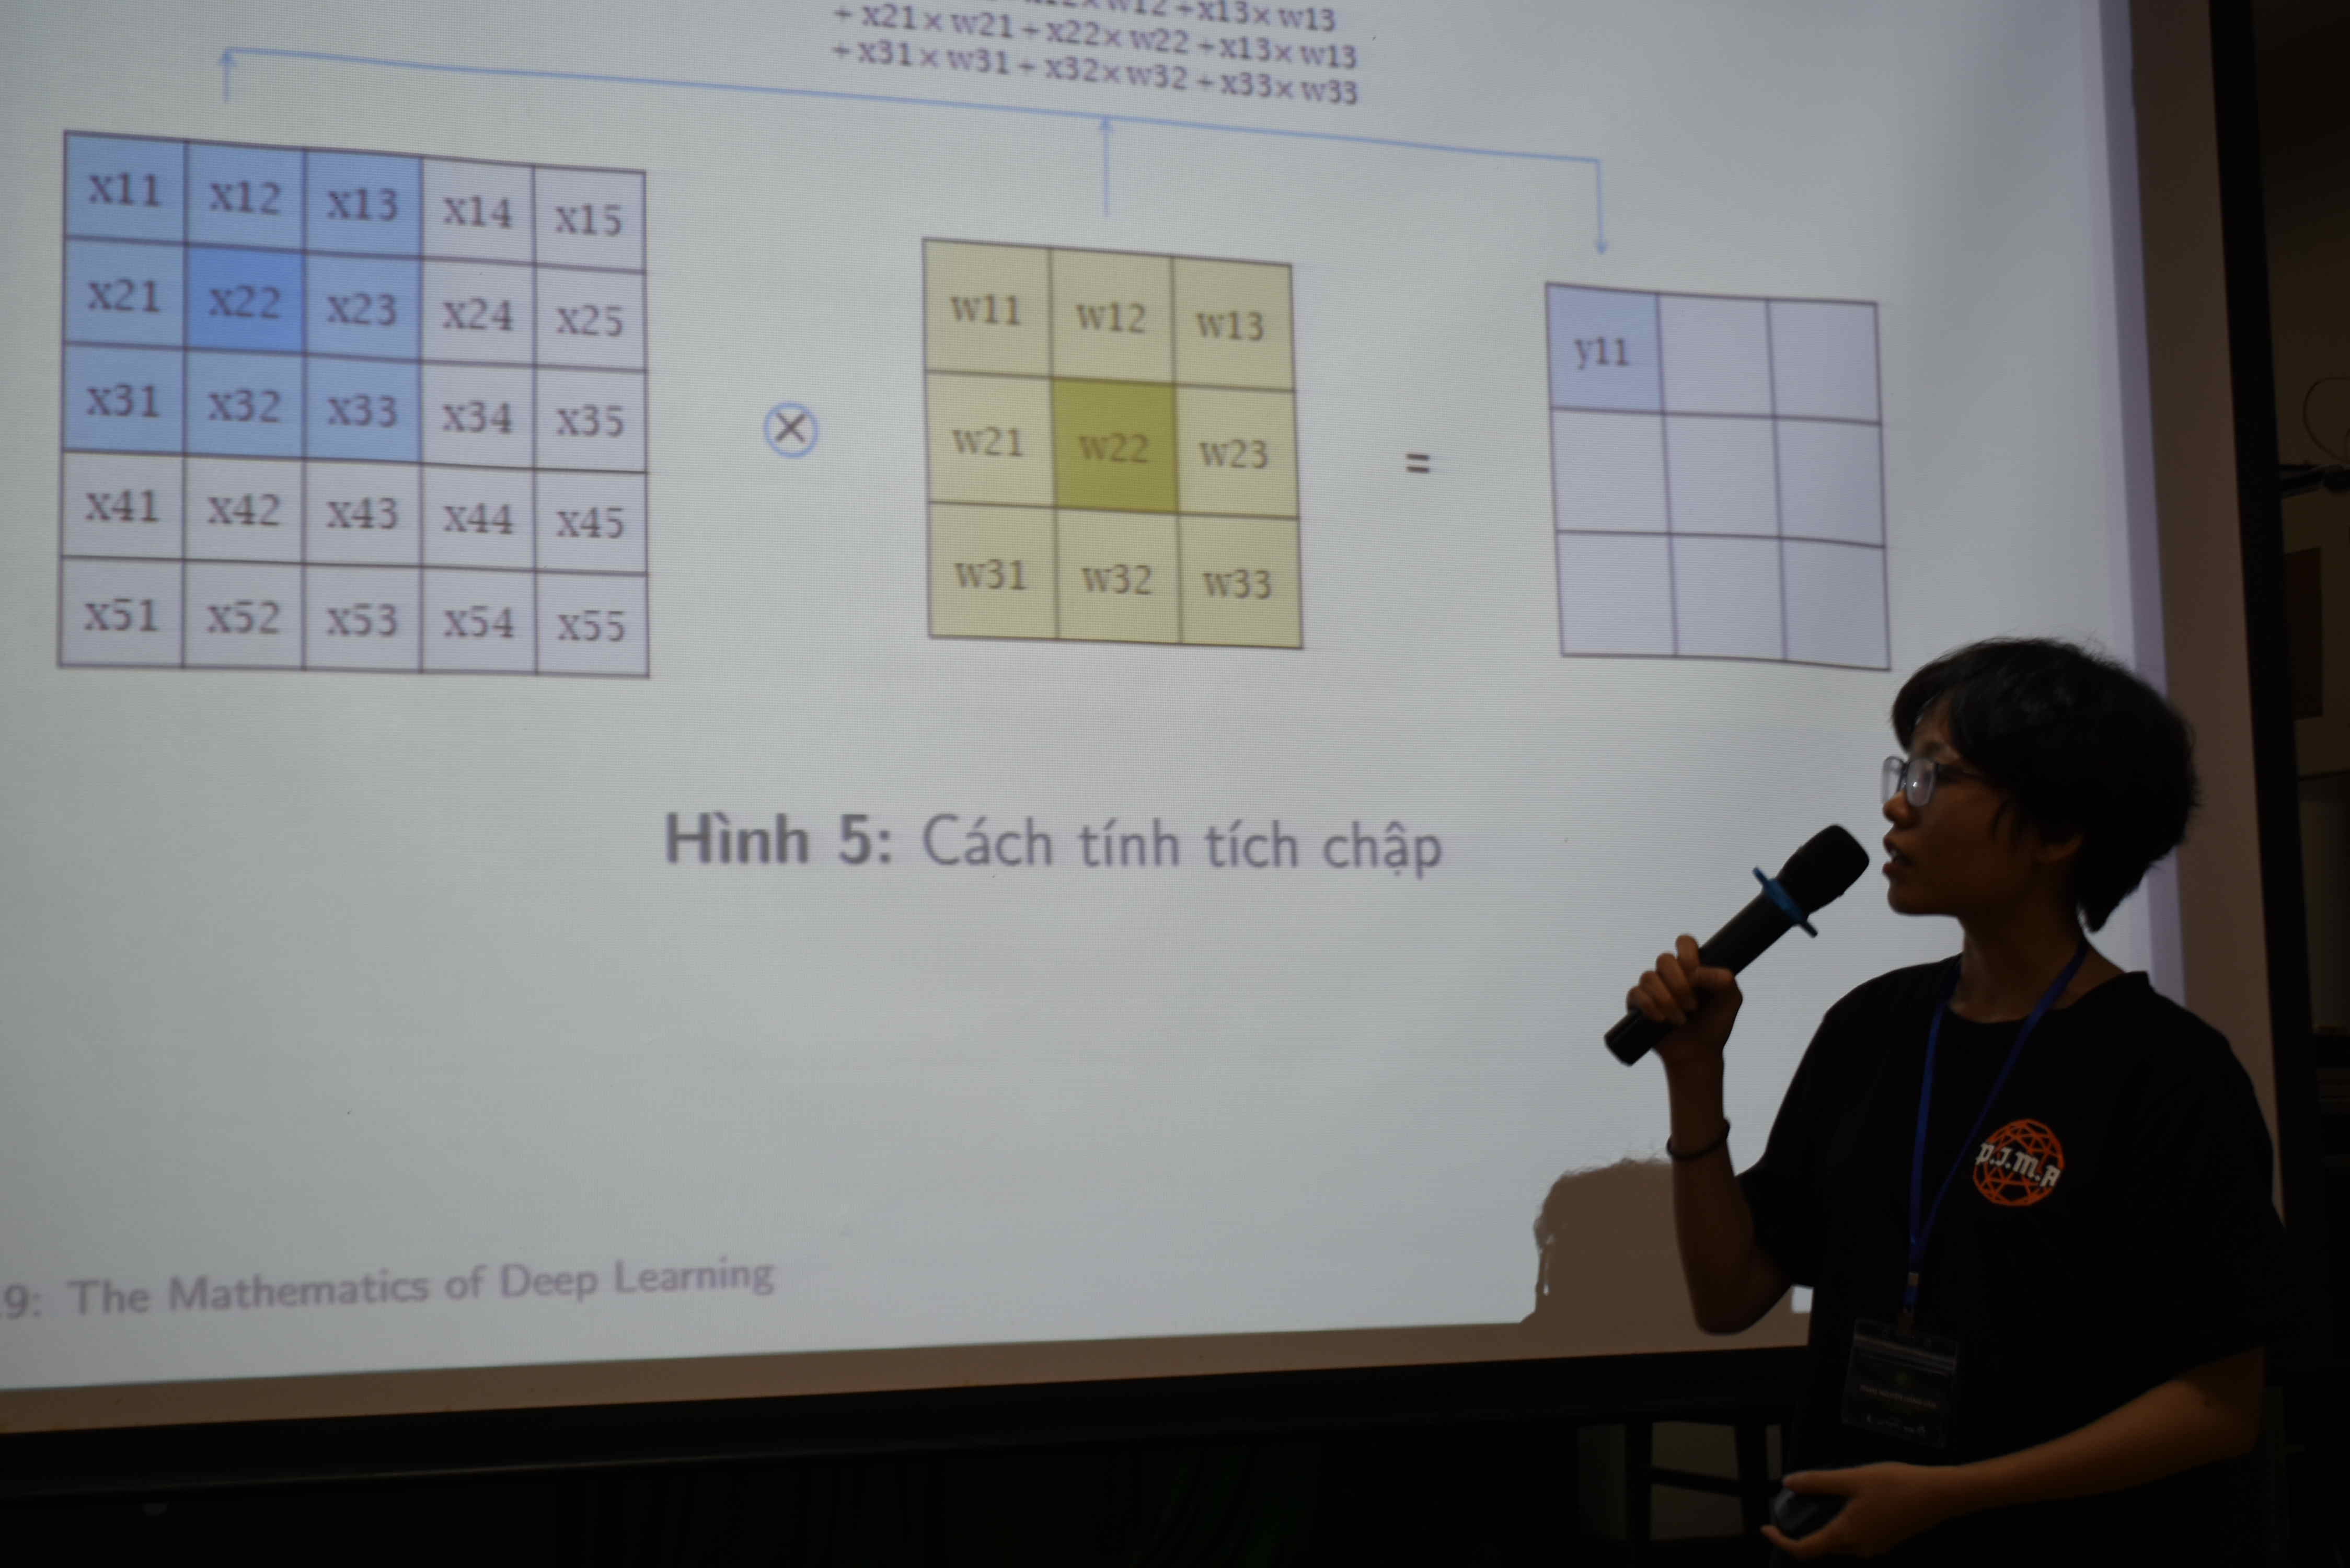 w12 +x13× w13
+ x21× w21 + x22× w22 +x13× w13
+ x31× w31 + x32×w32 + x33× w33
x11 x12 x13 x14 x15
x21 x22 x23 x24 x25
x31 x32 x33 x34 x35
x41 x42 x43 x44 x45
x51 x52 x53 x54 x55
⊗
w11 w12 w13
w21 w22 w23
w31 w32 w33
=
y11
Hình 5: Cách tính tích chập
9: The Mathematics of Deep Learning
P.I.M.A